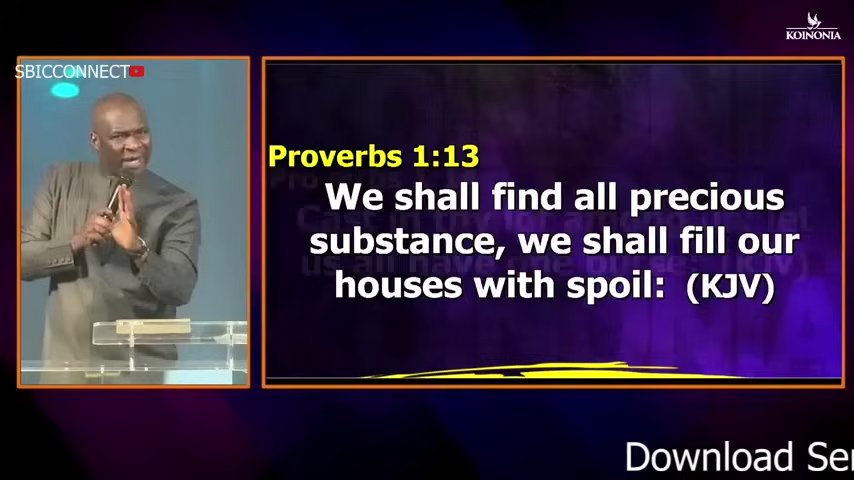 KOINONIA
SBICCONNECT
Proverbs 1:13
We shall find all precious
substance, we shall fill our
houses with spoil: (KJV)
Download Ser